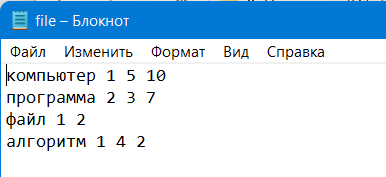 file – Блокнот
Файл Изменить Формат Вид Справка
компьютер 1 5 10
программа 2 3 7
файл 1 2
алгоритм 1 4 2